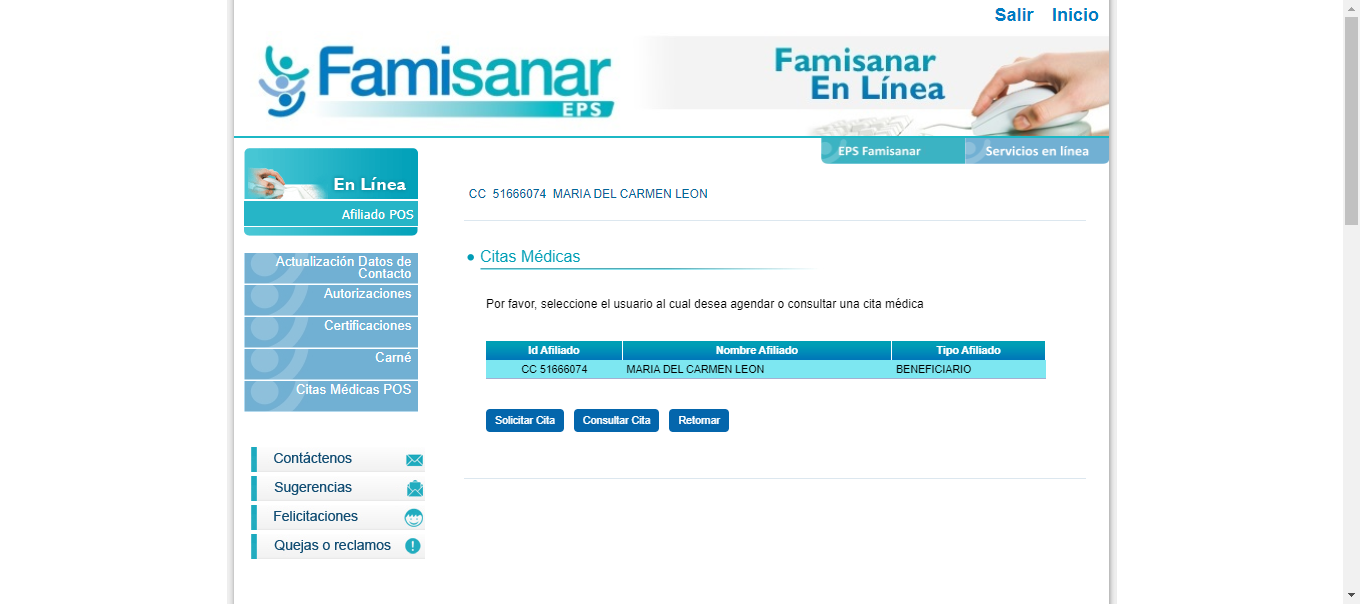 Salir Inicio
Famisanar
EPS
Famisanar
En Línea
EPS Famisanar
Servicios en línea
En Línea
Afiliado POS
Actualización Datos de
Contacto
Autorizaciones
Certificaciones
Carné
Citas Médicas POS
Contáctenos
Sugerencias
Felicitaciones
Quejas o reclamos
CC 51666074 MARIA DEL CARMEN LEON
Citas Médicas
Por favor, seleccione el usuario al cual desea agendar o consultar una cita médica
Id Afiliado Nombre Afiliado Tipo Afiliado
CC 51666074 MARIA DEL CARMEN LEON BENEFICIARIO
Solicitar Cita Consultar Cita Retornar